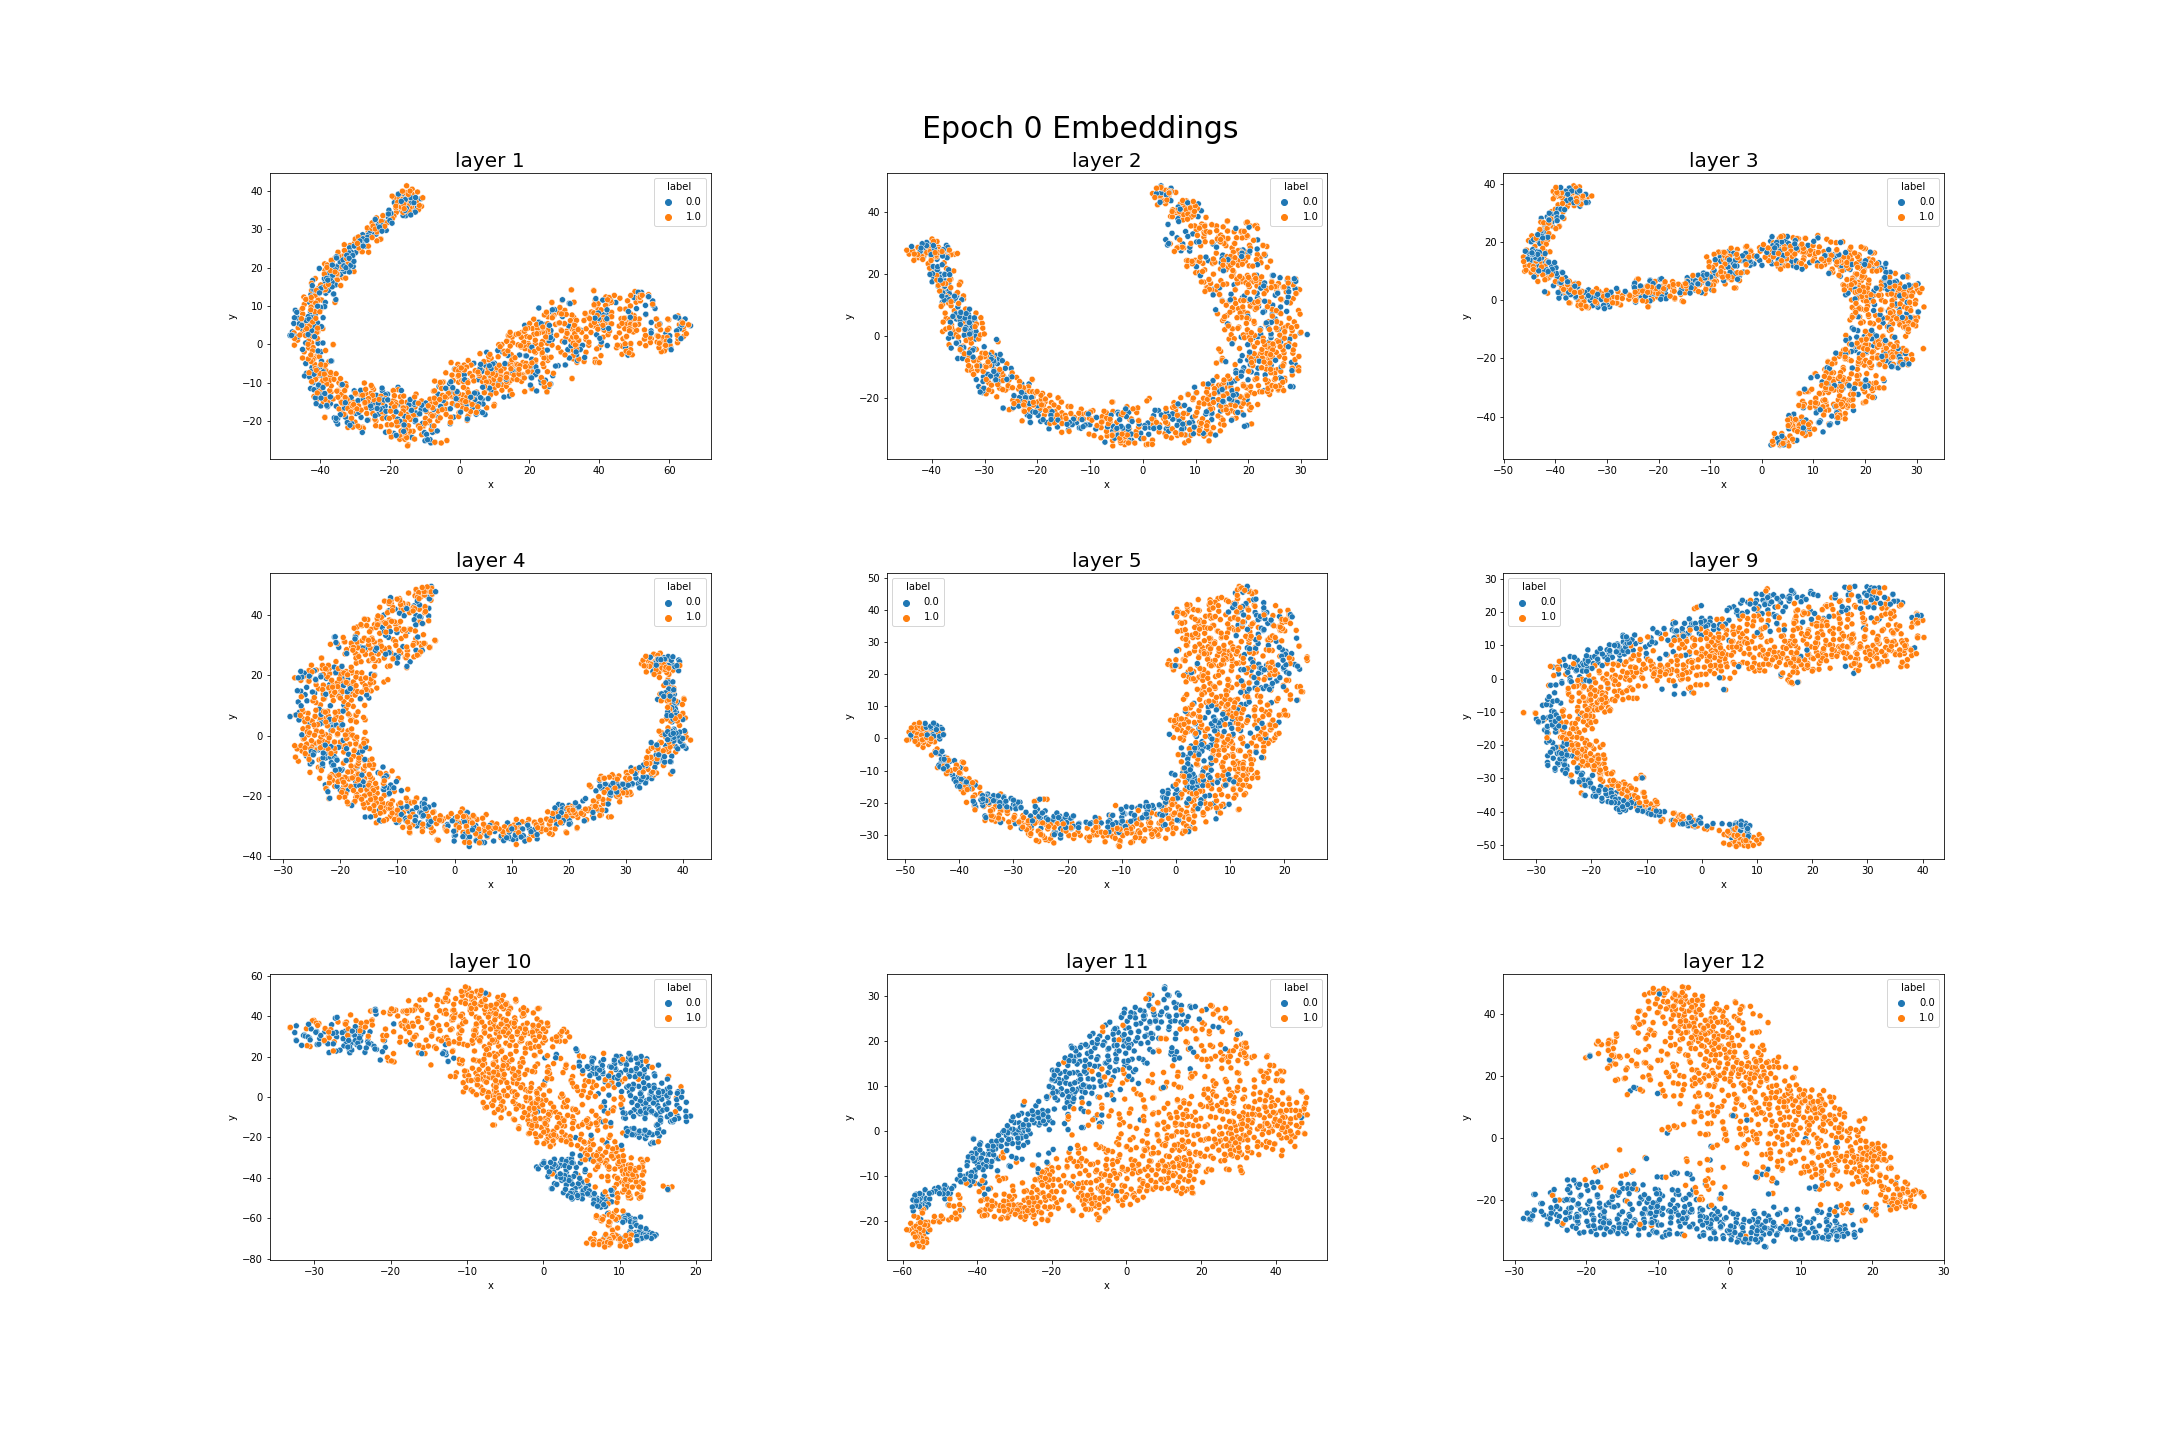 Epoch 0 Embeddings
layer 1
label
0.0
1.0
40
30
20
10
0
−10
−20
y
−40 −20 0 20 40 60
x
layer 2
label
0.0
1.0
40
20
0
−20
y
−40 −30 −20 −10 0 10 20 30
x
layer 3
label
0.0
1.0
40
20
0
−20
−40
y
−50 −40 −30 −20 −10 0 10 20 30
x
layer 4
label
0.0
1.0
40
20
0
−20
−40
y
−30 −20 −10 0 10 20 30 40
x
layer 5
label
0.0
1.0
50
40
30
20
10
0
−10
−20
−30
y
−50 −40 −30 −20 −10 0 10 20
x
layer 9
label
0.0
1.0
30
20
10
0
−10
−20
−30
−40
−50
y
−30 −20 −10 0 10 20 30 40
x
layer 10
label
0.0
1.0
60
40
20
0
−20
−40
−60
−80
y
−30 −20 −10 0 10 20
x
layer 11
label
0.0
1.0
30
20
10
0
−10
−20
y
−60 −40 −20 0 20 40
x
layer 12
label
0.0
1.0
40
20
0
−20
y
−30 −20 −10 0 10 20 30
x